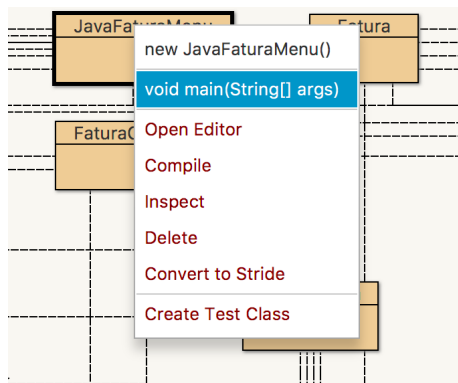 JavaFaturaMenu
Fatura
new JavaFaturaMenu()
void main(String[] args)
Open Editor
FaturaC
Compile
Inspect
Delete
Convert to Stride
Create Test Class